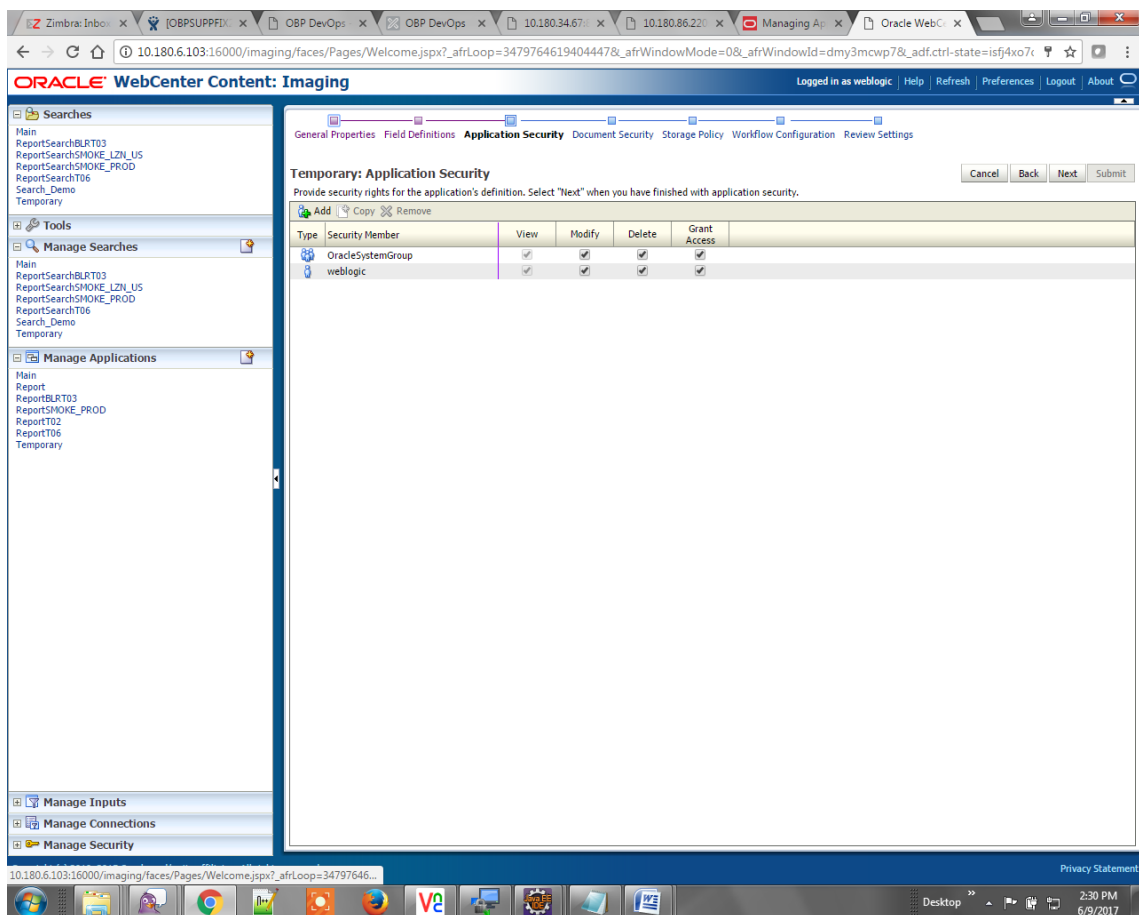 Zimbra: Inbo
[OBPSUPPFIX
OBP DevOps
OBP DevOps
10.180.34.67:
10.180.86.220
Managing Ap
Oracle WebCe
10.180.6.103:16000/imaging/faces/Pages/Welcome.jspx?_afrLoop=3479764619404447&_afrWindowMode=0&_afrWindowId=dmy3mcwp7&_adf.ctrl-state=isfj4xo7c
ORACLE WebCenter Content: Imaging
Logged in as weblogic | Help | Refresh | Preferences | Logout | About
Searches
Main
ReportSearchBLRT03
ReportSearchSMOKE_LZN_US
ReportSearchSMOKE_PROD
ReportSearchT06
Search_Demo
Temporary
Tools
Manage Searches
Main
ReportSearchBLRT03
ReportSearchSMOKE_LZN_US
ReportSearchSMOKE_PROD
ReportSearchT06
Search_Demo
Temporary
Manage Applications
Main
Report
ReportBLRT03
ReportSMOKE_PROD
ReportT02
ReportT06
Temporary
Manage Inputs
Manage Connections
Manage Security
General Properties Field Definitions Application Security Document Security Storage Policy Workflow Configuration Review Settings
Temporary: Application Security
Cancel Back Next Submit
Provide security rights for the application's definition. Select "Next" when you have finished with application security.
Add Copy Remove
Type Security Member View Modify Delete Grant Access
OracleSystemGroup
weblogic
10.180.6.103:16000/imaging/faces/Pages/Welcome.jspx?_afrLoop=34797646...
Privacy Statement
Desktop
2:30 PM
6/9/2017